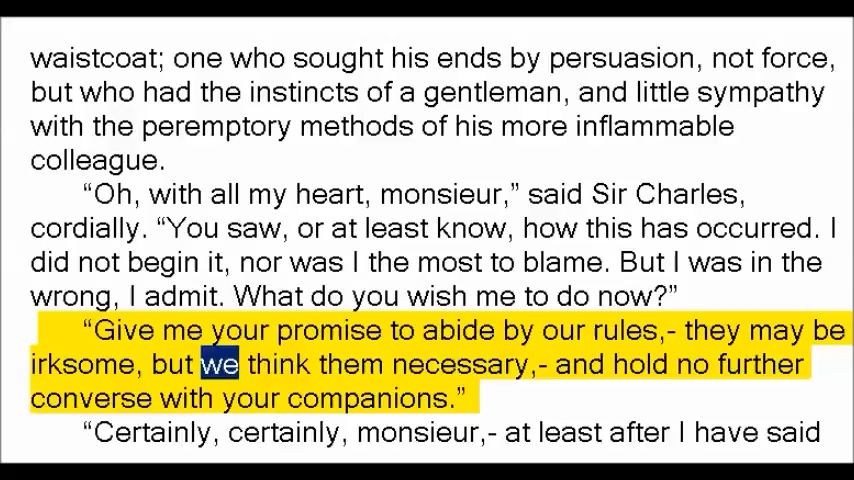 waistcoat; one who sought his ends by persuasion, not force,
but who had the instincts of a gentleman, and little sympathy
with the peremptory methods of his more inflammable
colleague.
“Oh, with all my heart, monsieur,” said Sir Charles,
cordially. “You saw, or at least know, how this has occurred. I
did not begin it, nor was I the most to blame. But I was in the
wrong, I admit. What do you wish me to do now?”
“Give me your promise to abide by our rules,- they may be
irksome, but we think them necessary,- and hold no further
converse with your companions.”
“Certainly, certainly, monsieur,- at least after I have said